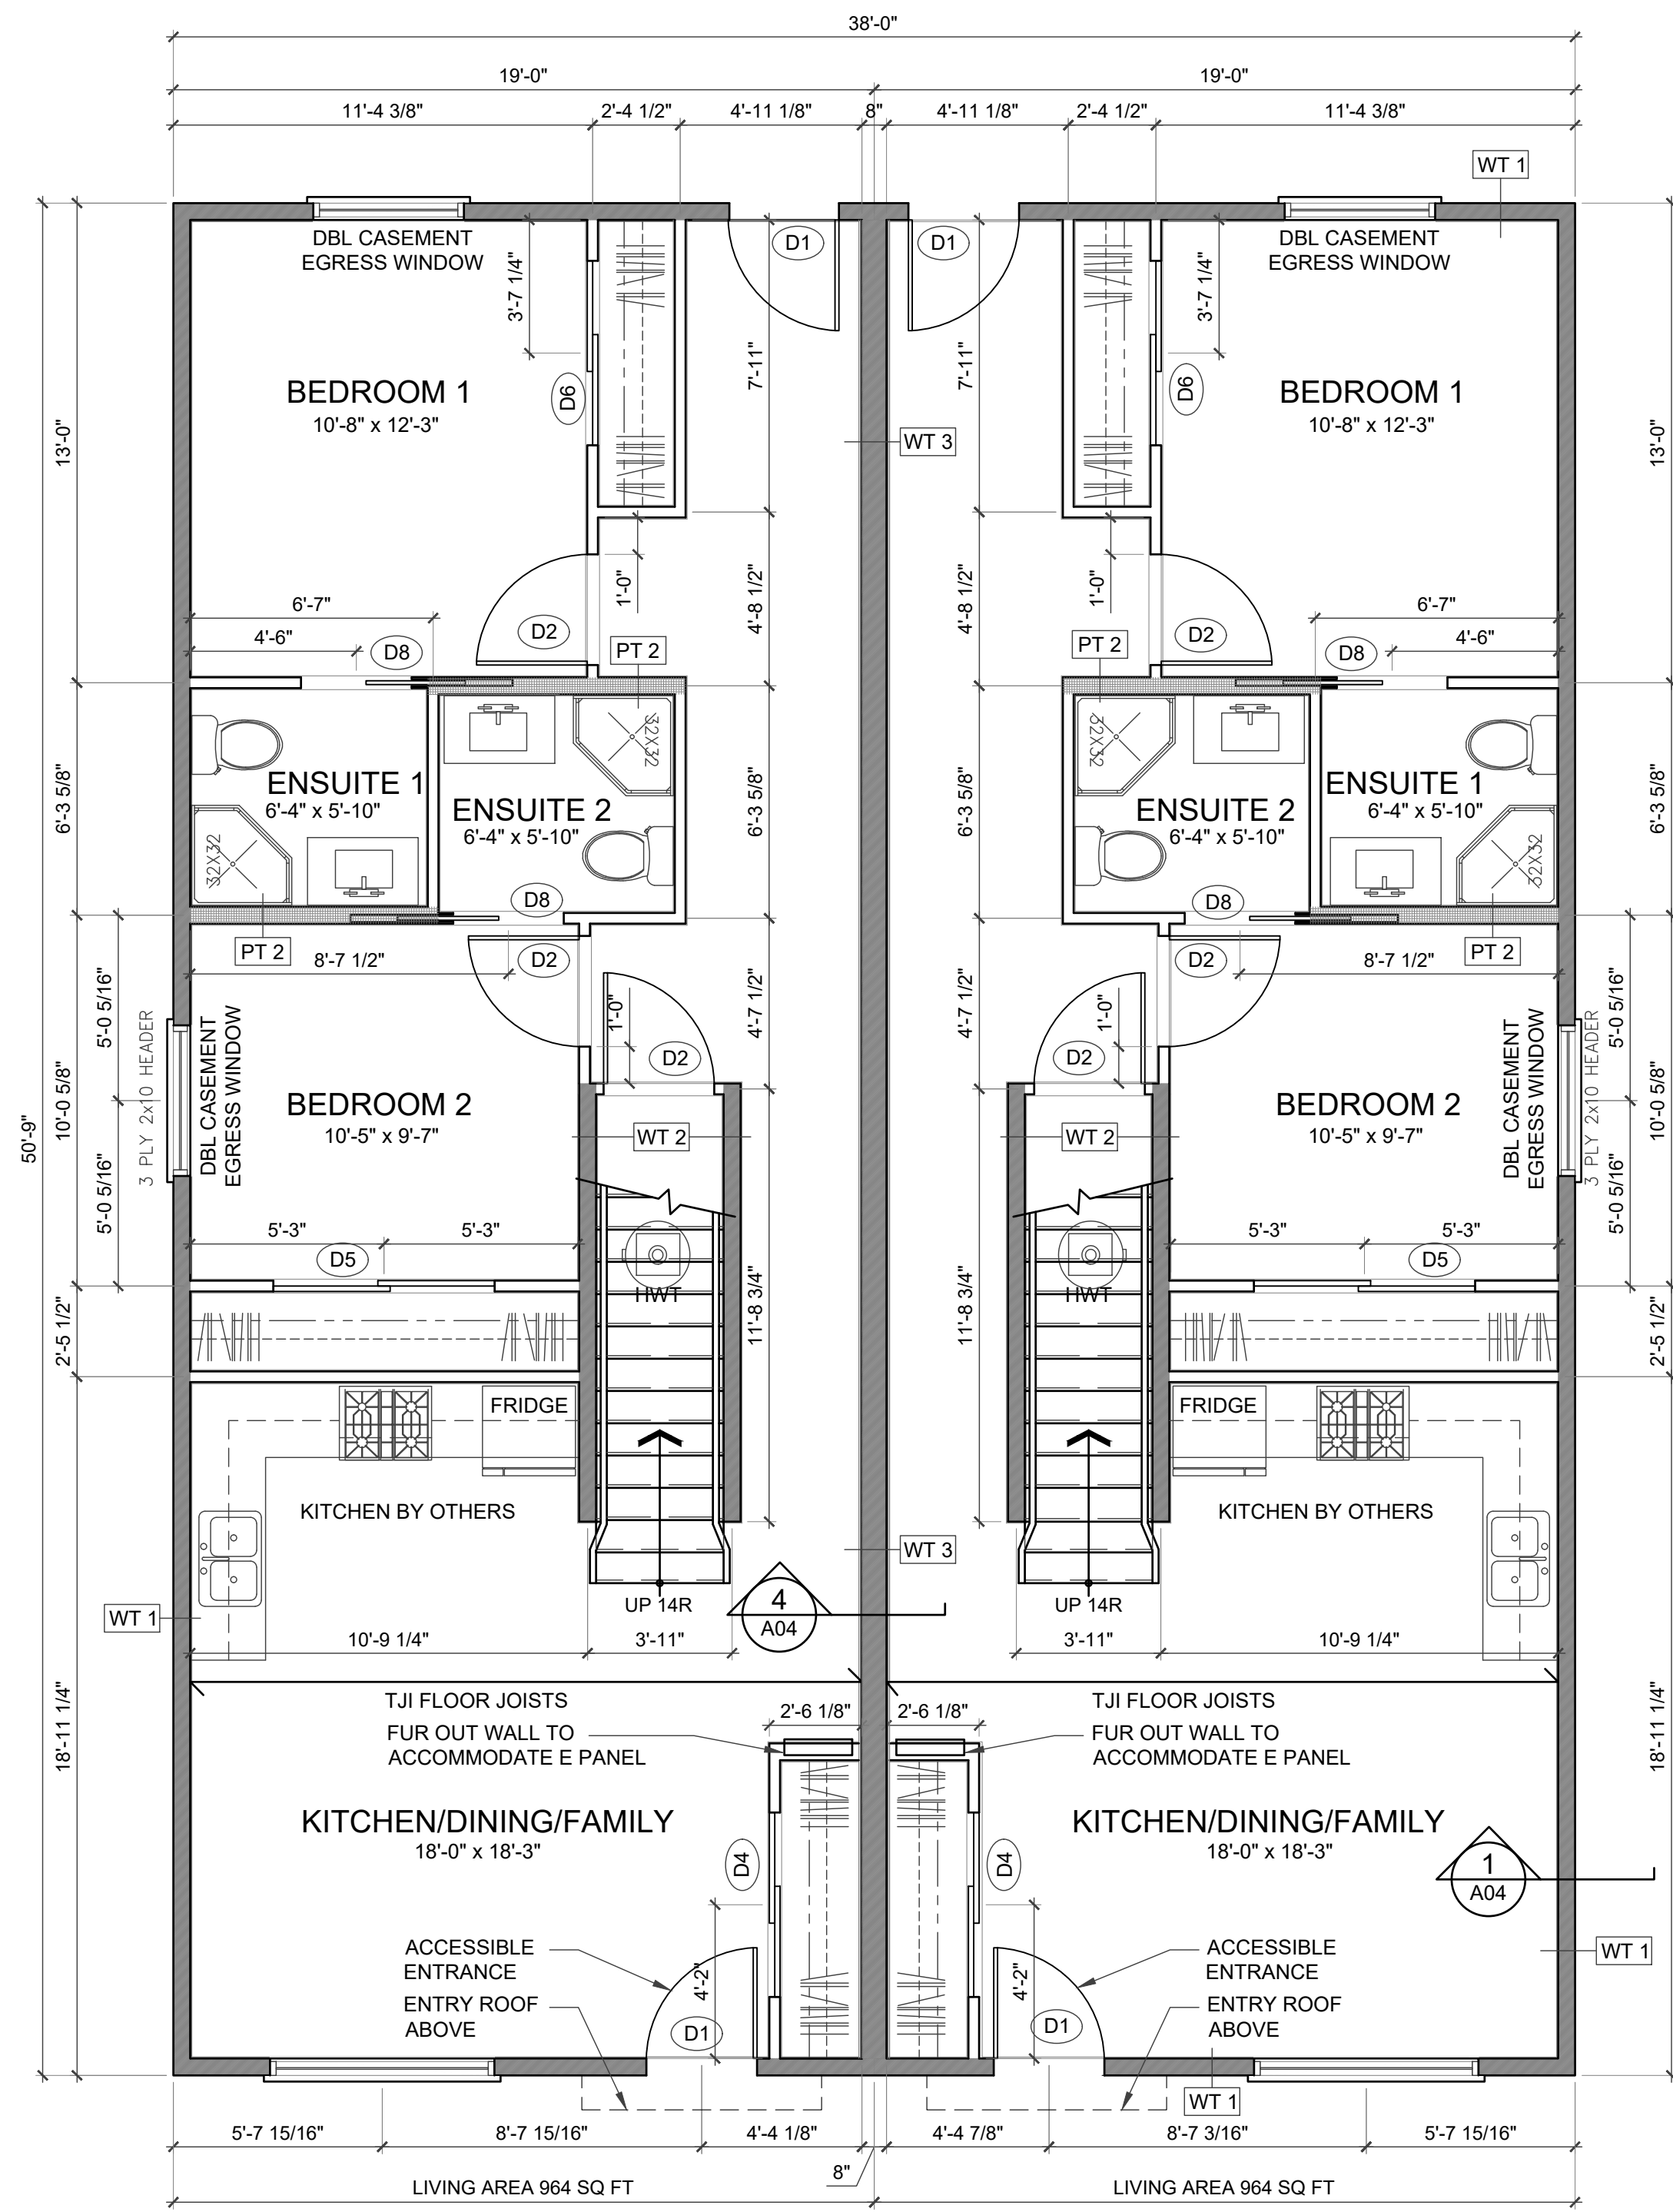 38'-0"
19'-0" 19'-0"
11'-4 3/8" 2'-4 1/2" 4'-11 1/8" 8" 4'-11 1/8" 2'-4 1/2" 11'-4 3/8"
WT 1
DBL CASEMENT
EGRESS WINDOW
D1 D1
DBL CASEMENT
EGRESS WINDOW
3'-7 1/4" 3'-7 1/4"
7'-11" 7'-11"
BEDROOM 1
10'-8" x 12'-3"
D6 D6
BEDROOM 1
10'-8" x 12'-3"
WT 3
13'-0" 13'-0"
1'-0" 4'-8 1/2" 4'-8 1/2" 1'-0"
6'-7" 6'-7"
4'-6" D8 D2 PT 2 PT 2 D2 D8 4'-6"
32X32 32X32
ENSUITE 1
6'-4" x 5'-10"
ENSUITE 2
6'-4" x 5'-10"
ENSUITE 2
6'-4" x 5'-10"
ENSUITE 1
6'-4" x 5'-10"
6'-3 5/8" 6'-3 5/8" 6'-3 5/8" 6'-3 5/8"
32X32 32X32
D8 D8
PT 2 8'-7 1/2" D2 D2 8'-7 1/2" PT 2
5'-0 5/16" 1'-0" 4'-7 1/2" 4'-7 1/2" 1'-0" 5'-0 5/16"
D2 D2
3 PLY 2x10 HEADER
DBL CASEMENT
EGRESS WINDOW
DBL CASEMENT
EGRESS WINDOW
3 PLY 2x10 HEADER
50'-9"
10'-0 5/8" 10'-0 5/8"
BEDROOM 2
10'-5" x 9'-7"
WT 2 WT 2
BEDROOM 2
10'-5" x 9'-7"
5'-0 5/16" 5'-0 5/16"
5'-3" 5'-3" 5'-3" 5'-3"
D5 D5
HWT HWT
11'-8 3/4" 11'-8 3/4"
2'-5 1/2" 2'-5 1/2"
FRIDGE FRIDGE
KITCHEN BY OTHERS KITCHEN BY OTHERS
WT 3
UP 14R UP 14R
4
A04
WT 1
10'-9 1/4" 3'-11" 3'-11" 10'-9 1/4"
18'-11 1/4" 18'-11 1/4"
TJI FLOOR JOISTS TJI FLOOR JOISTS
2'-6 1/8" 2'-6 1/8"
FUR OUT WALL TO
ACCOMMODATE E PANEL
FUR OUT WALL TO
ACCOMMODATE E PANEL
KITCHEN/DINING/FAMILY
18'-0" x 18'-3"
KITCHEN/DINING/FAMILY
18'-0" x 18'-3"
D4 D4
1
A04
ACCESSIBLE
ENTRANCE
ACCESSIBLE
ENTRANCE
WT 1
4'-2" 4'-2"
ENTRY ROOF
ABOVE
ENTRY ROOF
ABOVE
D1 D1
WT 1
5'-7 15/16" 8'-7 15/16" 4'-4 1/8" 4'-4 7/8" 8'-7 3/16" 5'-7 15/16"
8"
LIVING AREA 964 SQ FT LIVING AREA 964 SQ FT